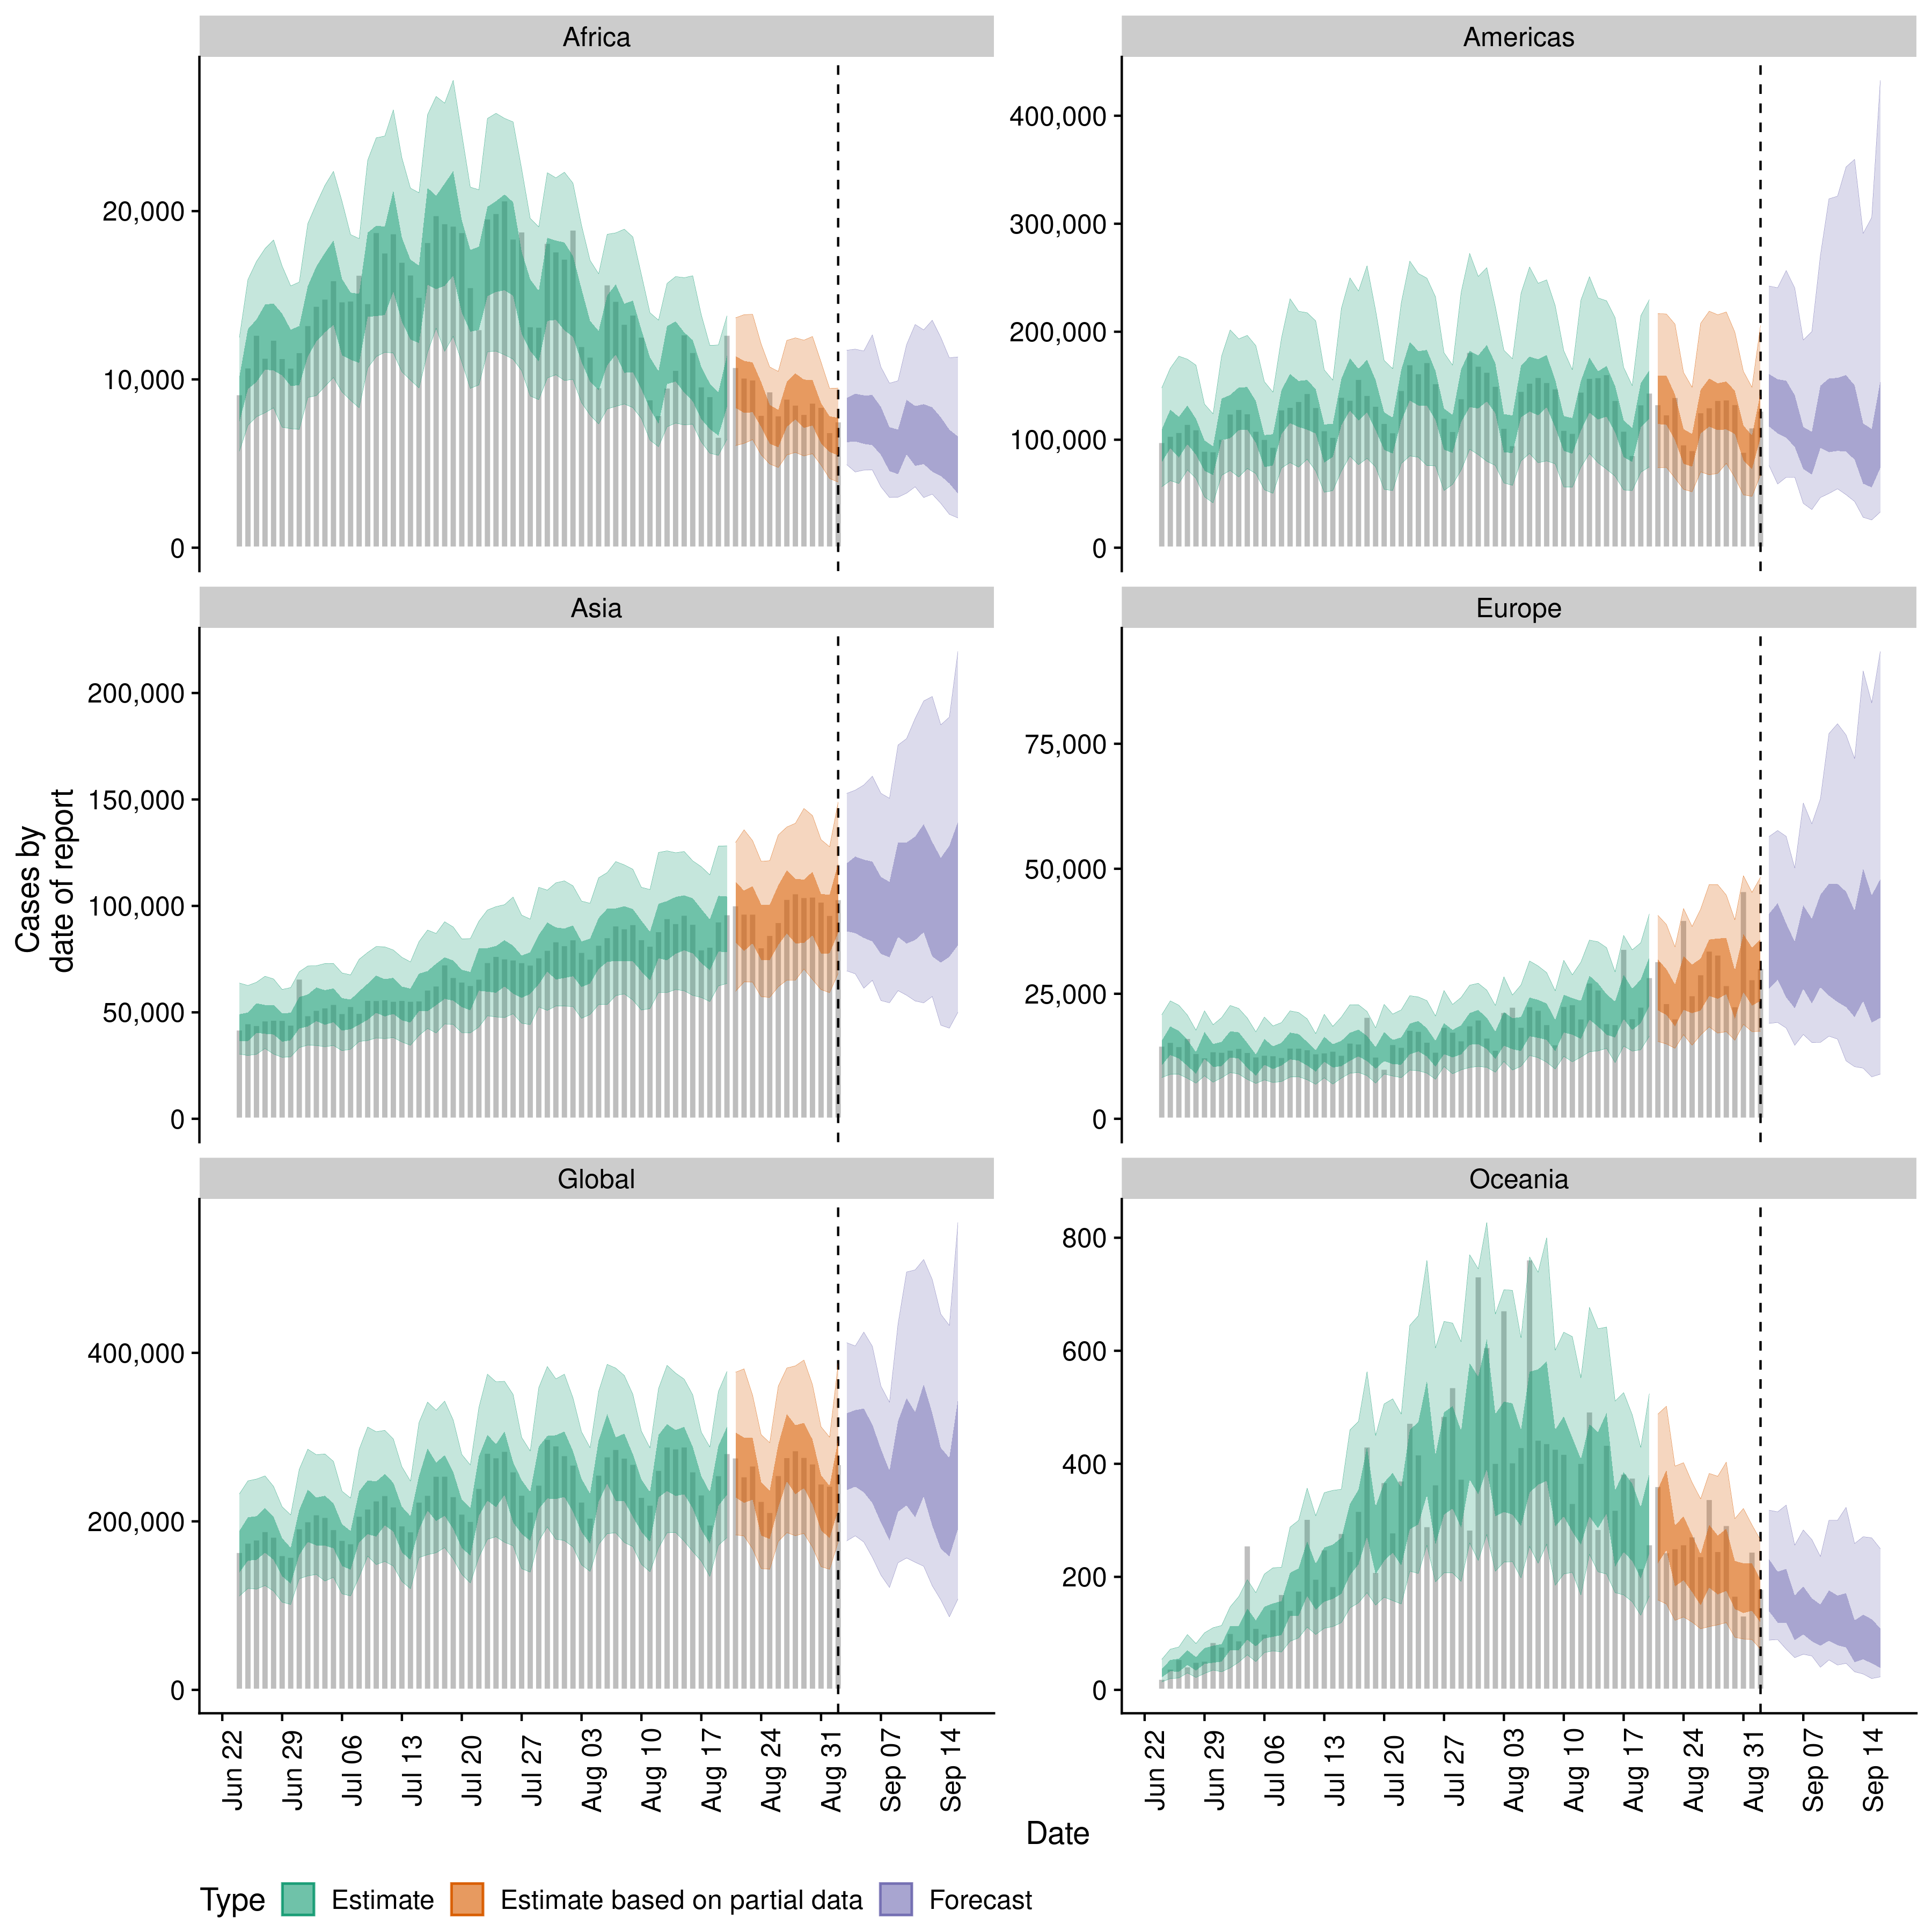 Africa
Americas
20,000
10,000
0
400,000
300,000
200,000
100,000
0
Asia
Europe
200,000
150,000
100,000
50,000
0
75,000
50,000
25,000
0
Cases by
date of report
Global
Oceania
400,000
200,000
0
800
600
400
200
0
Jun 22
Jun 29
Jul 06
Jul 13
Jul 20
Jul 27
Aug 03
Aug 10
Aug 17
Aug 24
Aug 31
Sep 07
Sep 14
Jun 22
Jun 29
Jul 06
Jul 13
Jul 20
Jul 27
Aug 03
Aug 10
Aug 17
Aug 24
Aug 31
Sep 07
Sep 14
Date
Type Estimate Estimate based on partial data Forecast